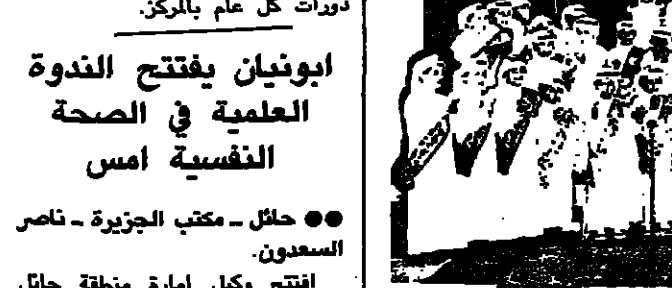 دورات كل عام بالمركز.
ابونيان يفتتح الندوة
العلمية في الصحة
النفسية امس
●● حائل ـ مكتب الجزيرة ـ ناصر
السعدون.
افتتح وكيل امارة منطقة حائل